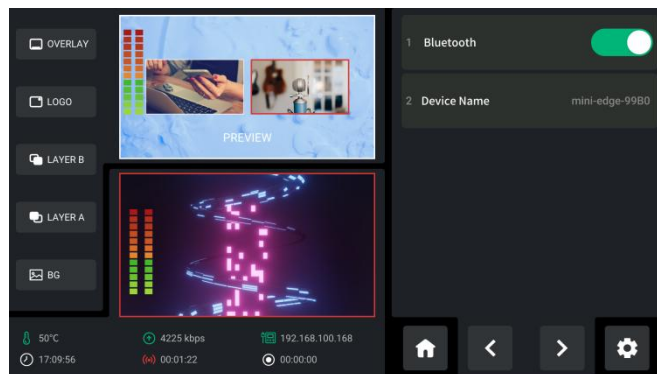 OVERLAY
LOGO
LAYER B
LAYER A
BG
PREVIEW
50°C
4225 kbps
192.168.100.168
17:09:56
00:01:22
00:00:00
1 Bluetooth
2 Device Name mini-edge-99B0